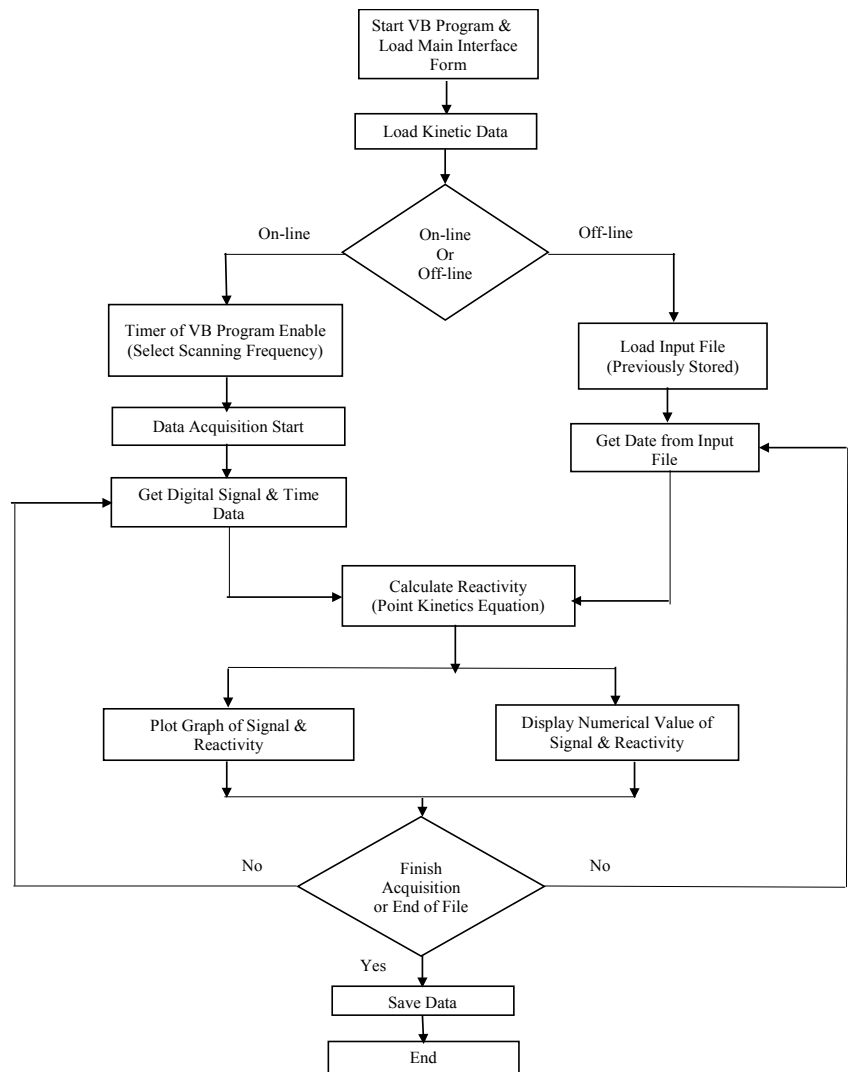 Start VB Program &
Load Main Interface
Form
Load Kinetic Data
On-line
On-line
Or
Off-line
Off-line
Timer of VB Program Enable
(Select Scanning Frequency)
Load Input File
(Previously Stored)
Data Acquisition Start
Get Date from Input
File
Get Digital Signal & Time
Data
Calculate Reactivity
(Point Kinetics Equation)
Plot Graph of Signal &
Reactivity
Display Numerical Value of
Signal & Reactivity
No
Finish
Acquisition
or End of File
No
Yes
Save Data
End